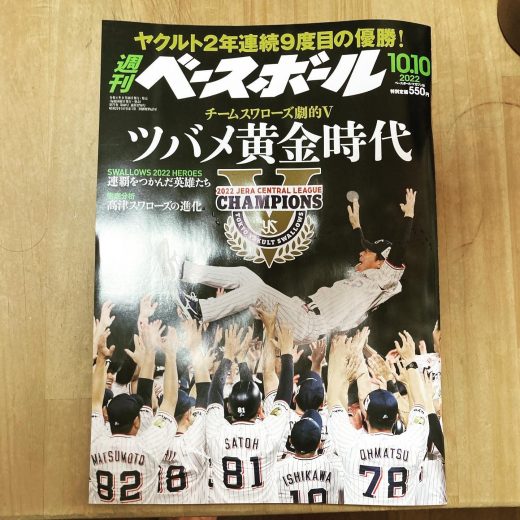 ヤクルト2年連続9度目の優勝!
週刊
ベースボール
10.10
2022
特別定価550円
チームスワローズ劇的V
ツバメ黄金時代
SWALLOWS 2022 HEROES
連覇をつかんだ英雄たち
高津スワローズの進化
2022 JERA CENTRAL LEAGUE
CHAMPIONS
YS
TOKYO YAKULT SWALLOWS
MATSUMOTO
82
8
SATOH
81
81
ISHIKAWA
19
OHMATSU
78